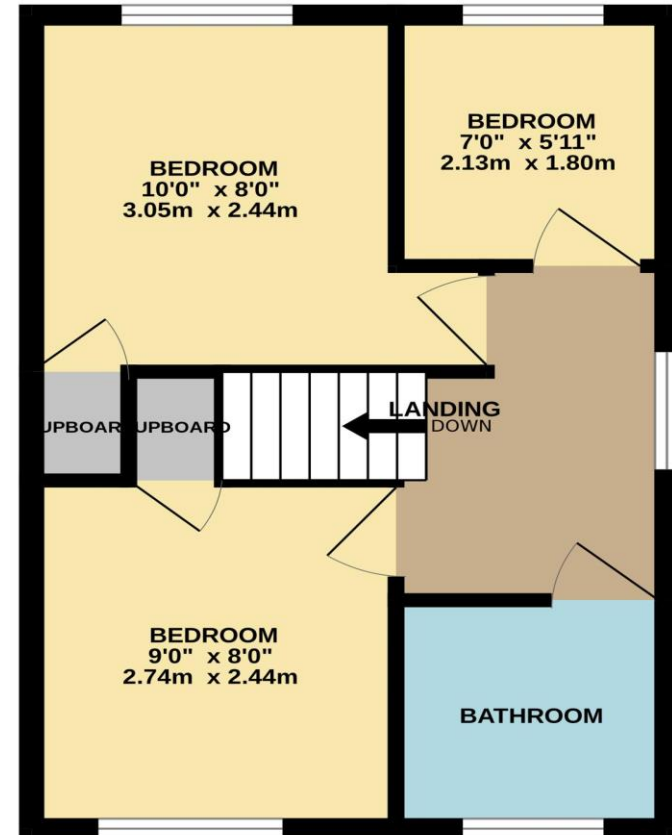 BEDROOM
10'0" x 8'0"
3.05m x 2.44m
BEDROOM
7'0" x 5'11"
2.13m x 1.80m
UPBOAR
UPBOARD
LANDING
DOWN
BEDROOM
9'0" x 8'0"
2.74m x 2.44m
BATHROOM